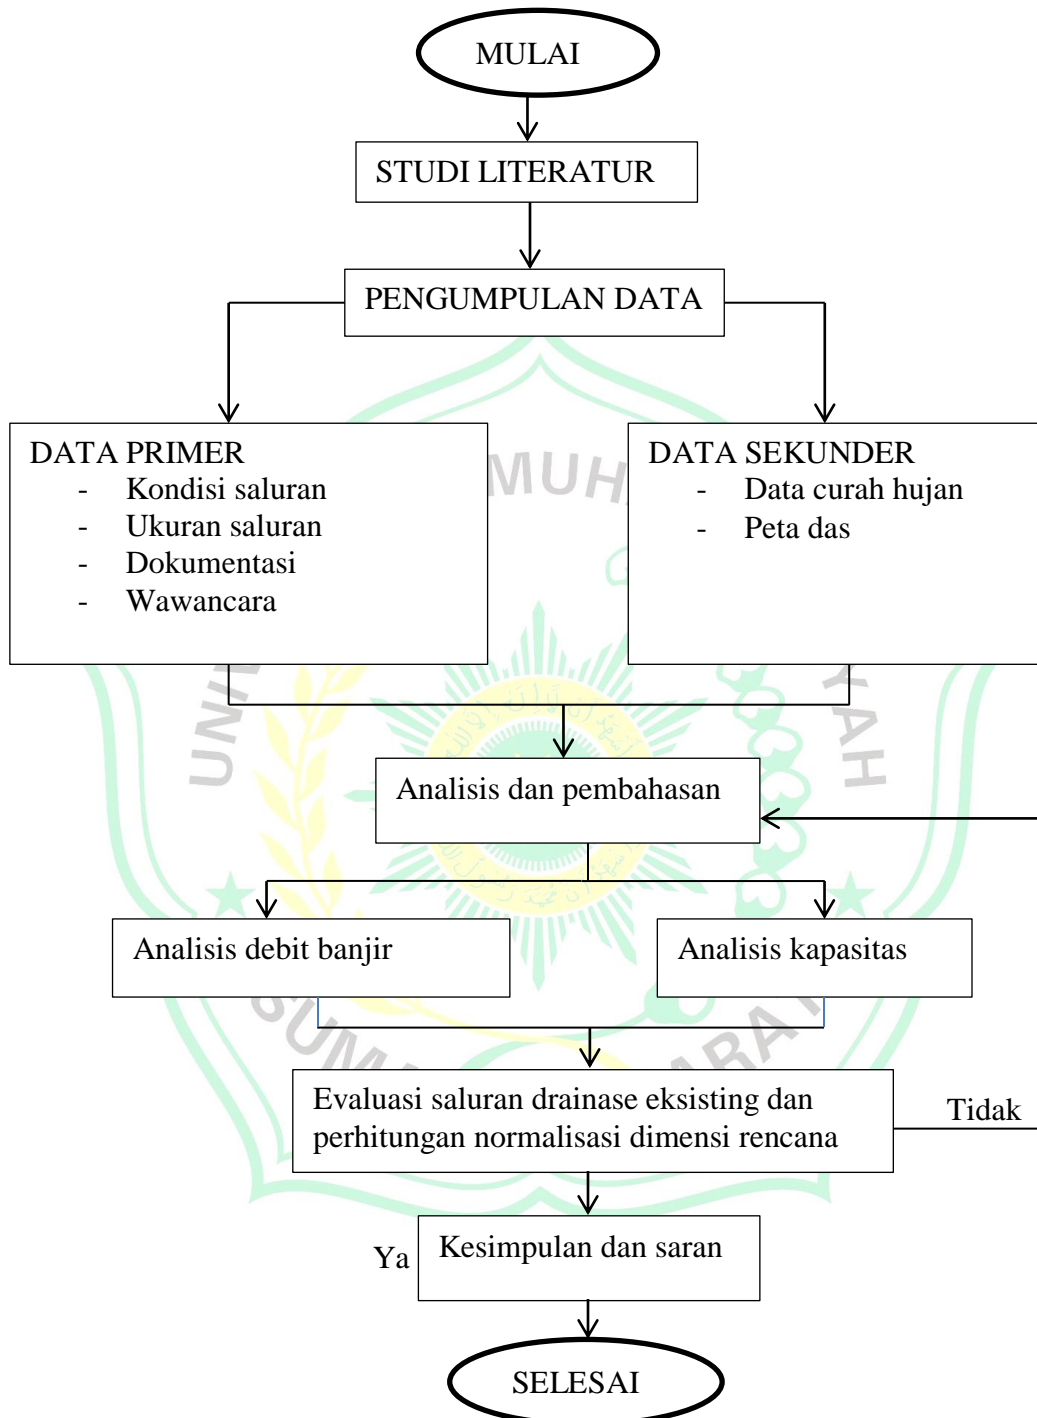 MULAI
STUDI LITERATUR
PENGUMPULAN DATA
DATA PRIMER
- Kondisi saluran
- Ukuran saluran
- Dokumentasi
- Wawancara
DATA SEKUNDER
- Data curah hujan
- Peta das
Analisis dan pembahasan
Analisis debit banjir
Analisis kapasitas
Evaluasi saluran drainase eksisting dan
perhitungan normalisasi dimensi rencana
Tidak
Ya
Kesimpulan dan saran
SELESAI